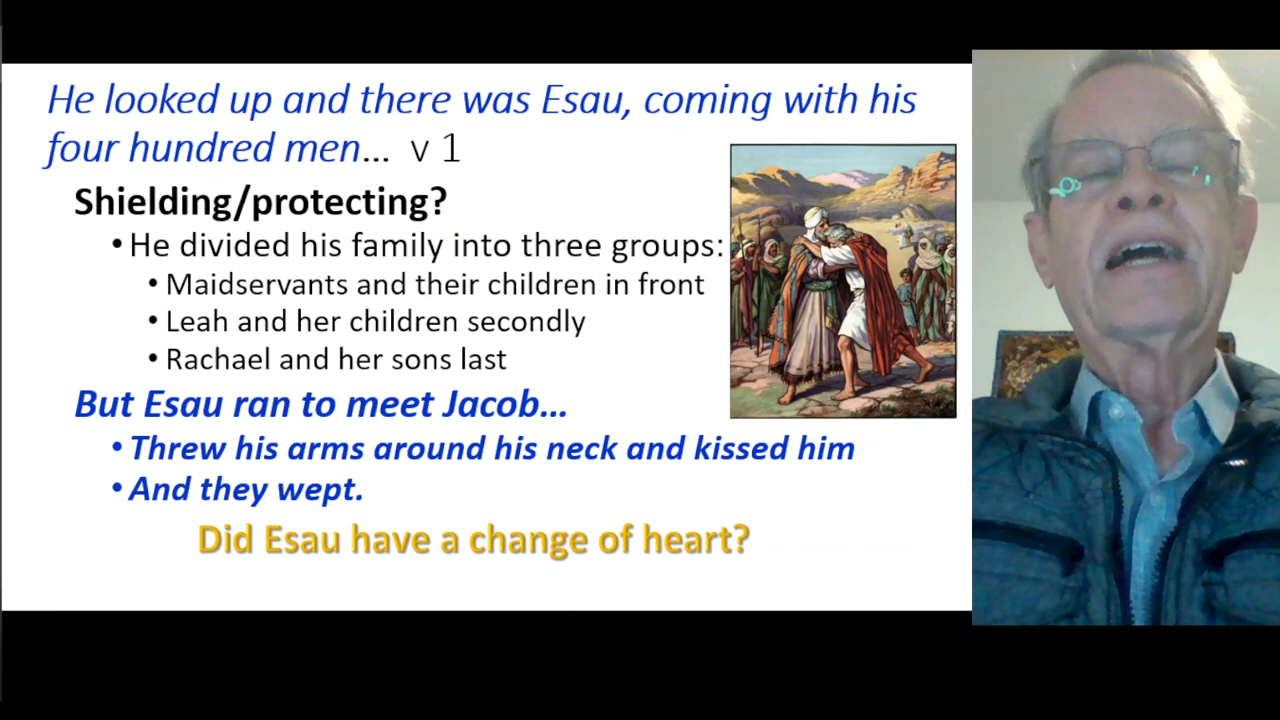 He looked up and there was Esau, coming with his
four hundred men… v 1
Shielding/protecting?
• He divided his family into three groups:
• Maidservants and their children in front
• Leah and her children secondly
• Rachael and her sons last
But Esau ran to meet Jacob…
• Threw his arms around his neck and kissed him
• And they wept.
Did Esau have a change of heart?